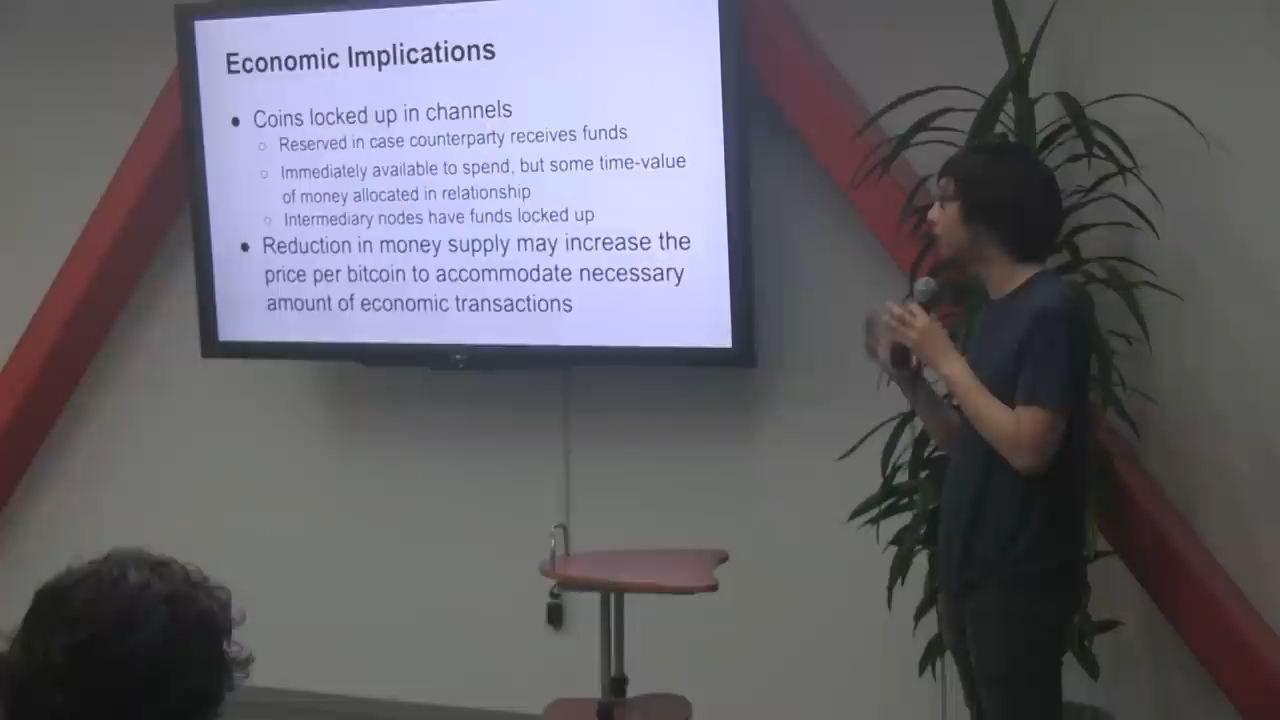 Economic Implications
● Coins locked up in channels
○ Reserved in case counterparty receives funds
○ Immediately available to spend, but some time-value
of money allocated in relationship
○ Intermediary nodes have funds locked up
● Reduction in money supply may increase the
price per bitcoin to accommodate necessary
amount of economic transactions